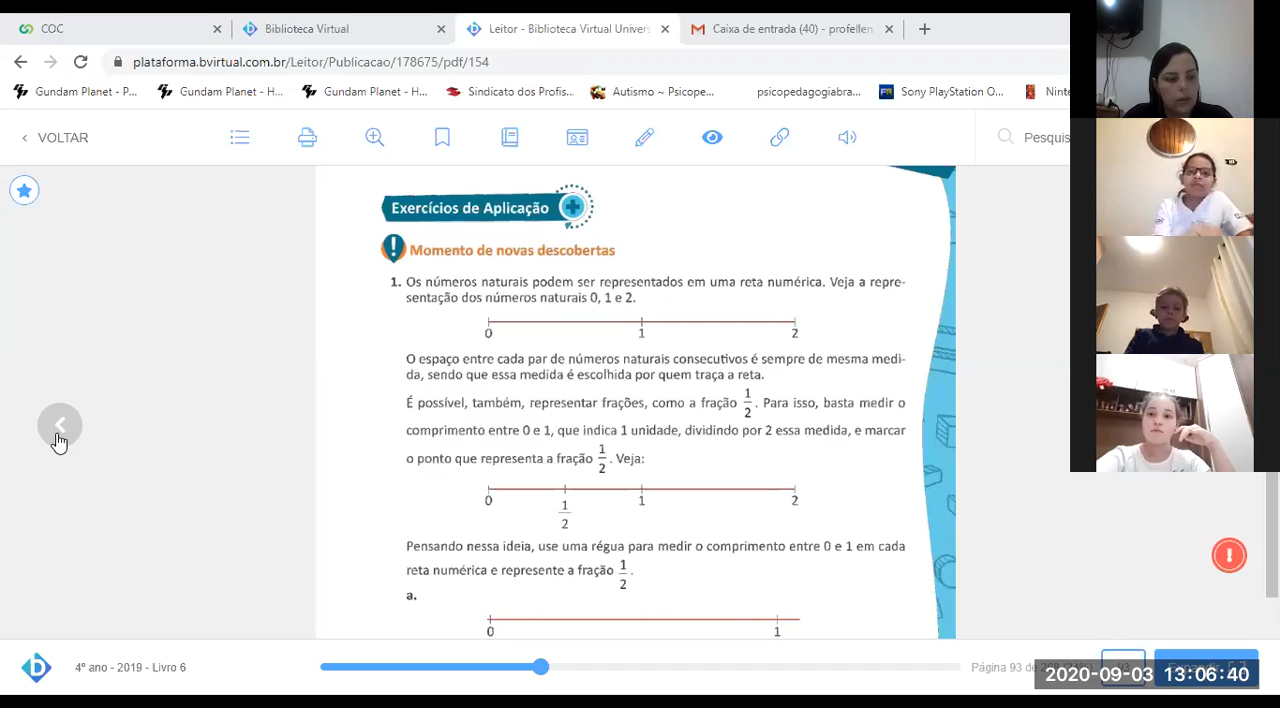 COC
Biblioteca Virtual
Leitor - Biblioteca Virtual Univers
Caixa de entrada (40) - profellen
plataforma.bvirtual.com.br/Leitor/Publicacao/178675/pdf/154
Gundam Planet - P...
Gundam Planet - H...
Gundam Planet - H...
Sindicato dos Profis...
Autismo ~ Psicope...
psicopedagogiabra...
Sony PlayStation O...
Ninte
VOLTAR
Pesquis
Exercícios de Aplicação
Momento de novas descobertas
1. Os números naturais podem ser representados em uma reta numérica. Veja a repre-
sentação dos números naturais 0, 1 e 2.
0 1 2
O espaço entre cada par de números naturais consecutivos é sempre de mesma medi-
da, sendo que essa medida é escolhida por quem traça a reta.
É possível, também, representar frações, como a fração 1/2. Para isso, basta medir o
comprimento entre 0 e 1, que indica 1 unidade, dividindo por 2 essa medida, e marcar
o ponto que representa a fração 1/2. Veja:
0 1/2 1 2
Pensando nessa ideia, use uma régua para medir o comprimento entre 0 e 1 em cada
reta numérica e represente a fração 1/2.
a.
0 1
4º ano - 2019 - Livro 6
Página 93 de
93
2020-09-03 13:06:40